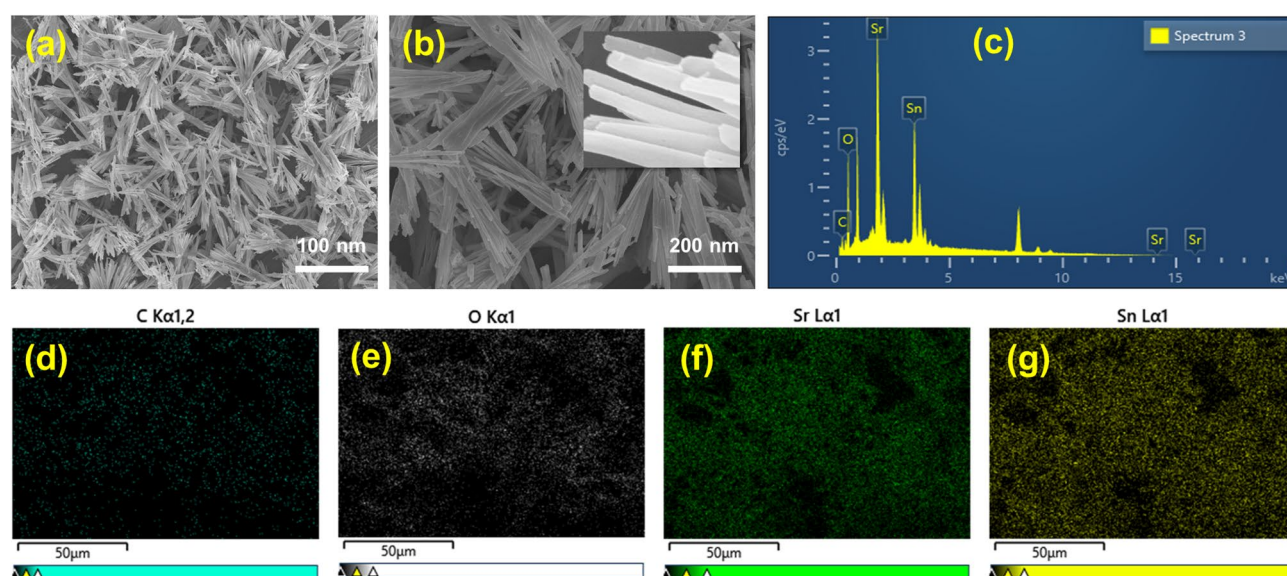 (a)
100 nm
(b)
200 nm
(c)
Spectrum 3
cps/eV
3
2
1
0
C
O
Sr
Sn
Sr
Sr
0
5
10
15
keV
C Kα1,2
O Kα1
Sr Lα1
Sn Lα1
(d)
(e)
(f)
(g)
50μm
50μm
50μm
50μm